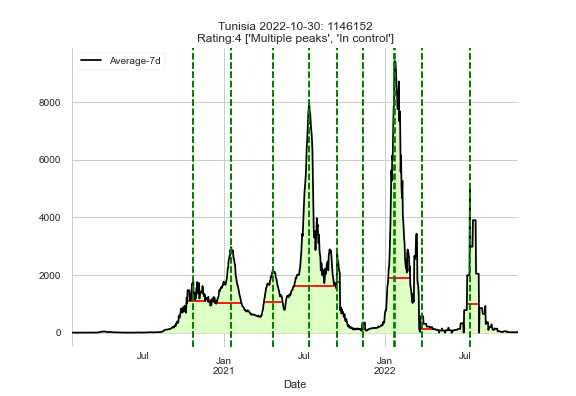 Tunisia 2022-10-30: 1146152
Rating:4 ['Multiple peaks', 'In control']
Average-7d
8000
6000
4000
2000
0
Jul
Jan
2021
Jul
Jan
2022
Jul
Date